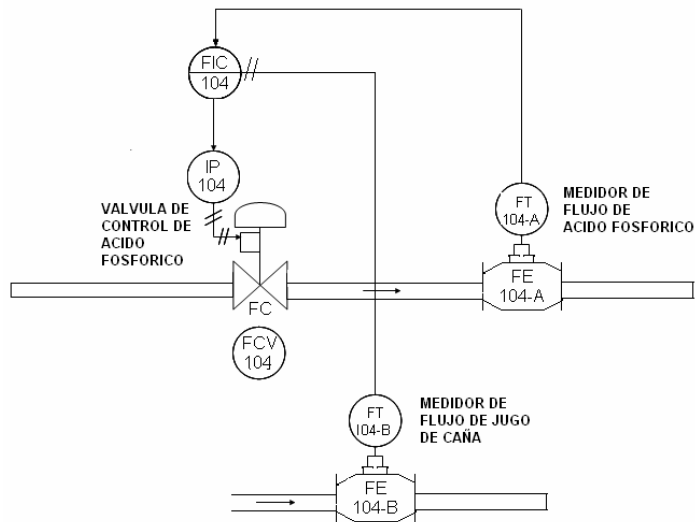 FIC
104
IP
104
VALVULA DE
CONTROL DE
ACIDO
FOSFORICO
FT
104-A
MEDIDOR DE
FLUJO DE
ACIDO FOSFORICO
FE
104-A
FC
FCV
104
FT
I04-B
MEDIDOR DE
FLUJO DE JUGO
DE CAÑA
FE
104-B